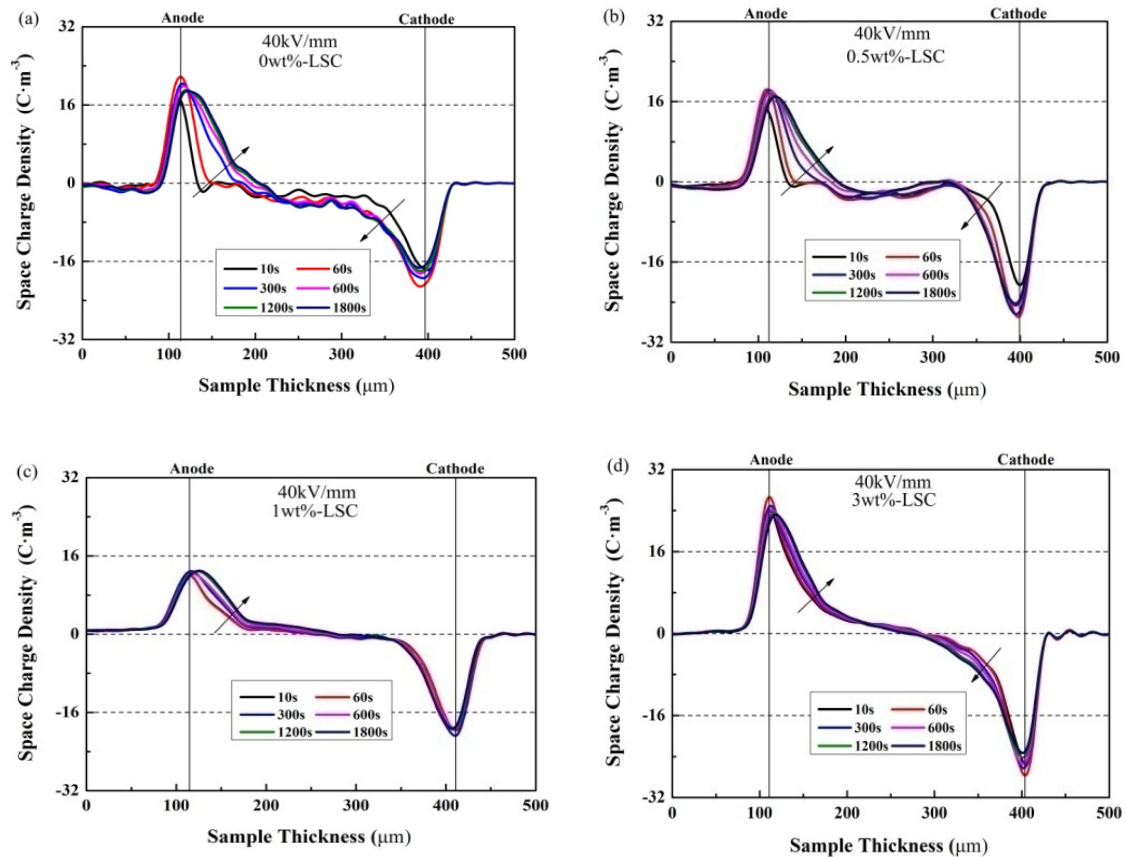 (a)
Anode Cathode
40kV/mm
0wt%-LSC
Space Charge Density (C·m-3)
32
16
0
-16
-32
10s 60s
300s 600s
1200s 1800s
0 100 200 300 400 500
Sample Thickness (μm)
(b)
Anode Cathode
40kV/mm
0.5wt%-LSC
Space Charge Density (C·m-3)
32
16
0
-16
-32
10s 60s
300s 600s
1200s 1800s
0 100 200 300 400 500
Sample Thickness (μm)
(c)
Anode Cathode
40kV/mm
1wt%-LSC
Space Charge Density (C·m-3)
32
16
0
-16
-32
10s 60s
300s 600s
1200s 1800s
0 100 200 300 400 500
Sample Thickness (μm)
(d)
Anode Cathode
40kV/mm
3wt%-LSC
Space Charge Density (C·m-3)
32
16
0
-16
-32
10s 60s
300s 600s
1200s 1800s
0 100 200 300 400 500
Sample Thickness (μm)